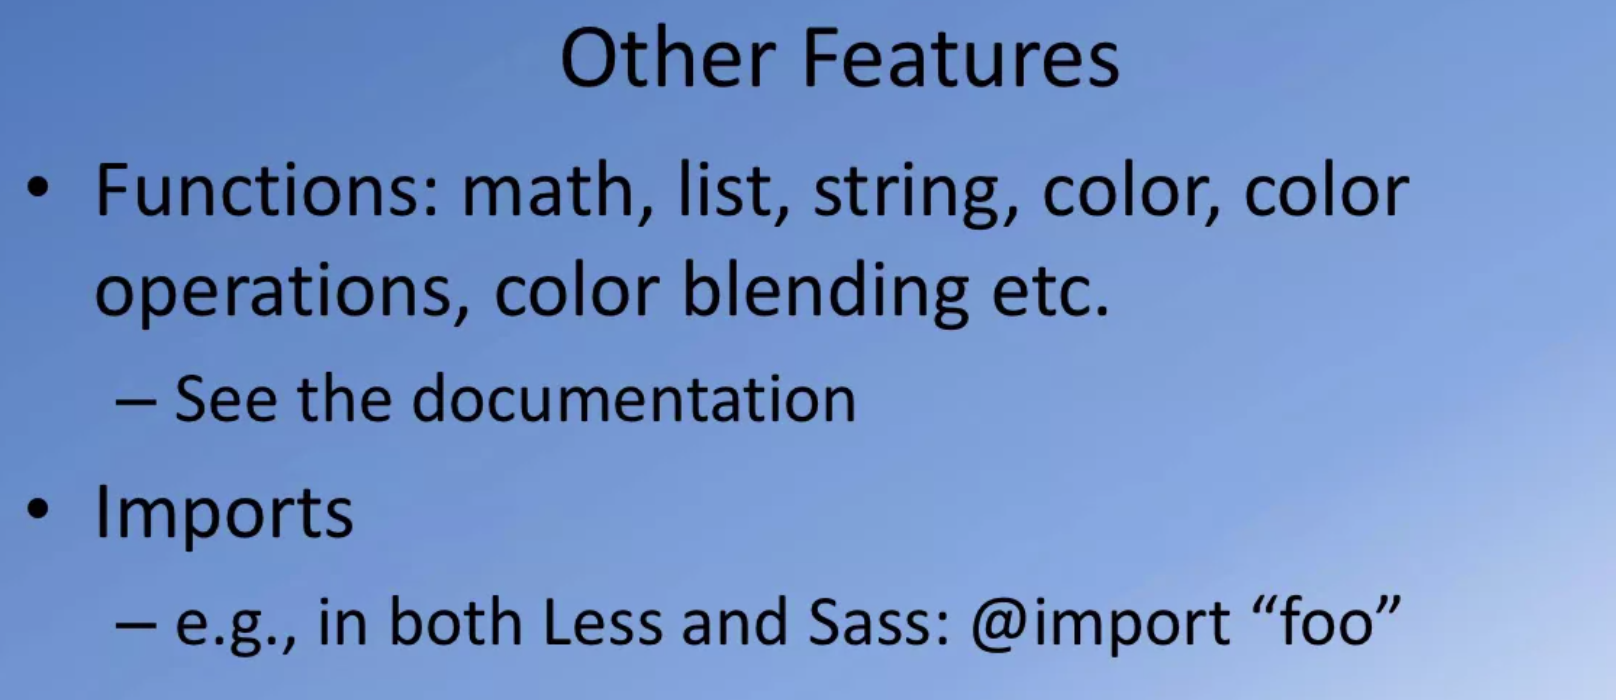 Other Features
• Functions: math, list, string, color, color
operations, color blending etc.
– See the documentation
• Imports
– e.g., in both Less and Sass: @import “foo”